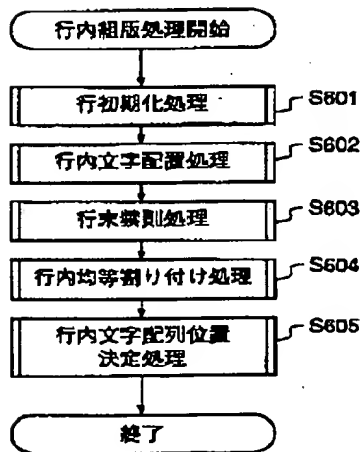 行内組版処理開始
行初期化処理
S601
行内文字配置処理
S602
行末禁則処理
S603
行内均等割り付け処理
S604
行内文字配列位置
決定処理
S605
終了